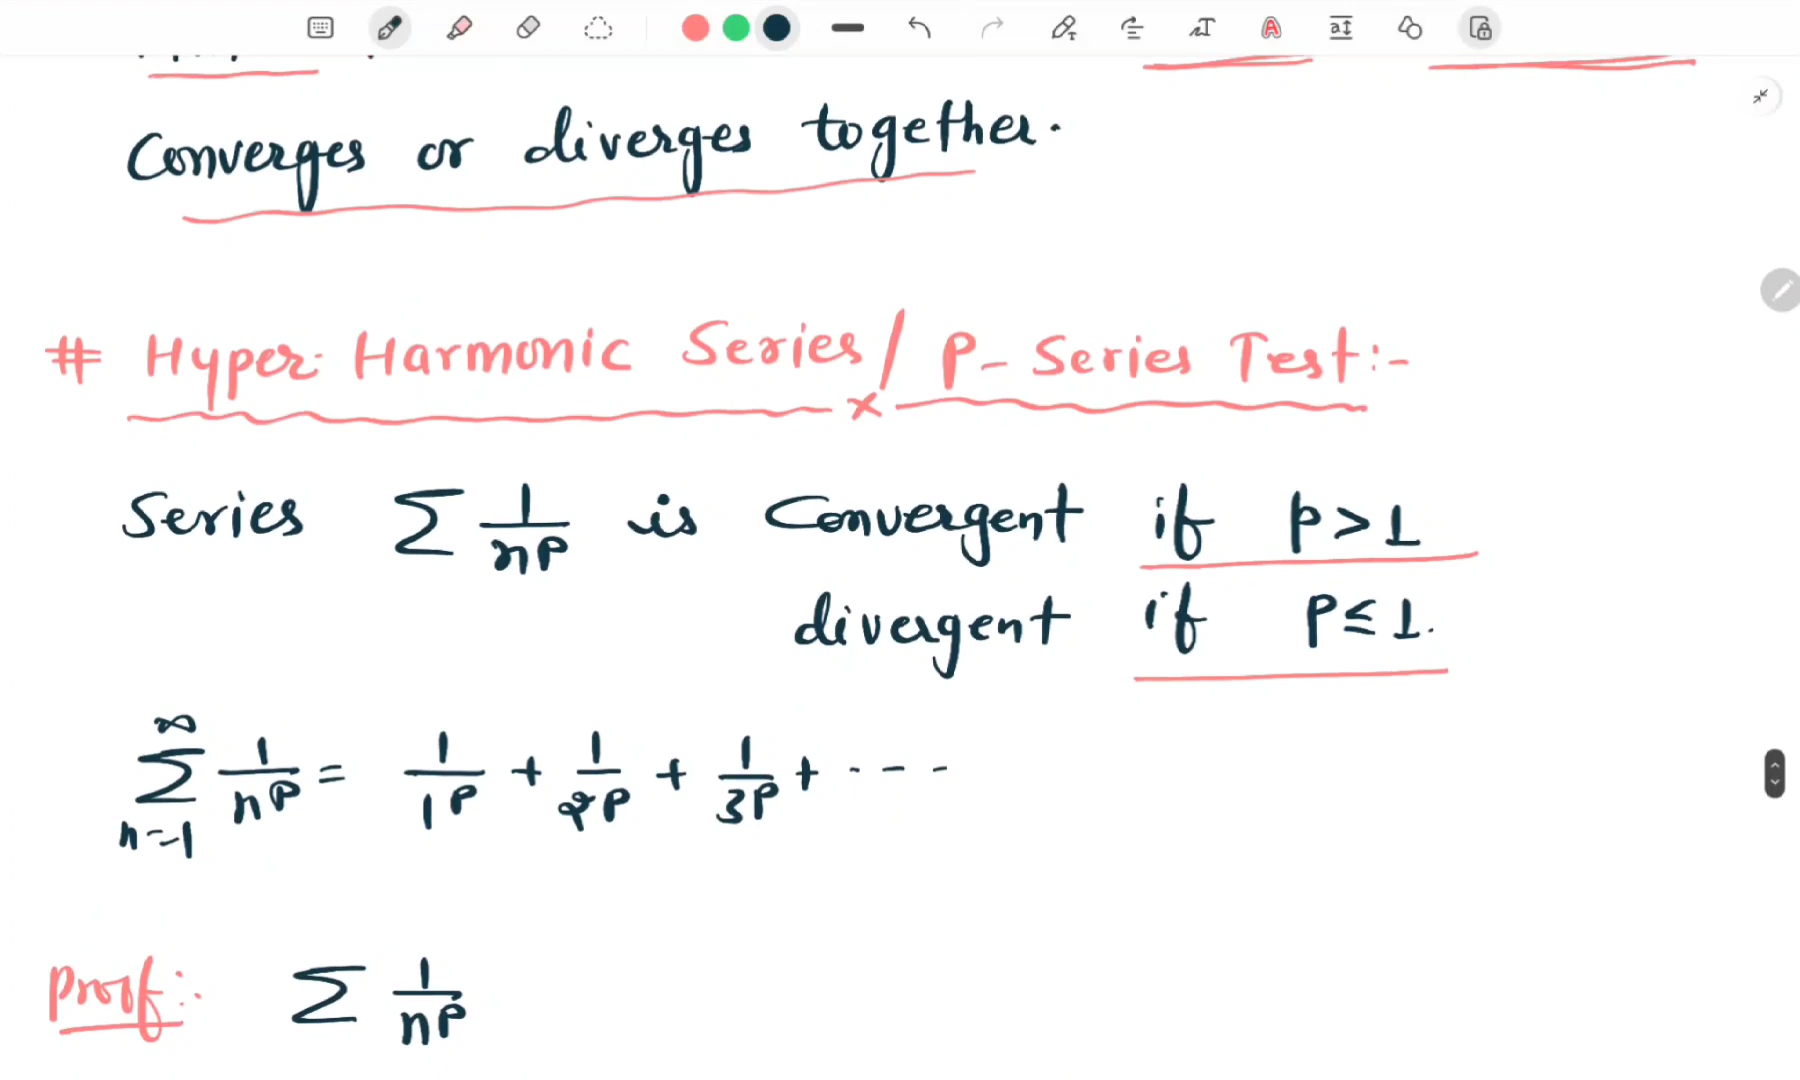 Converges or diverges together.
# Hyper Harmonic Series / P- Series Test:-
Series Σ 1/n^p is Convergent if p>1
divergent if P≤1.
∞
Σ 1/n^p = 1/1^p + 1/2^p + 1/3^p + ----
n=1
Proof:- Σ 1/n^p